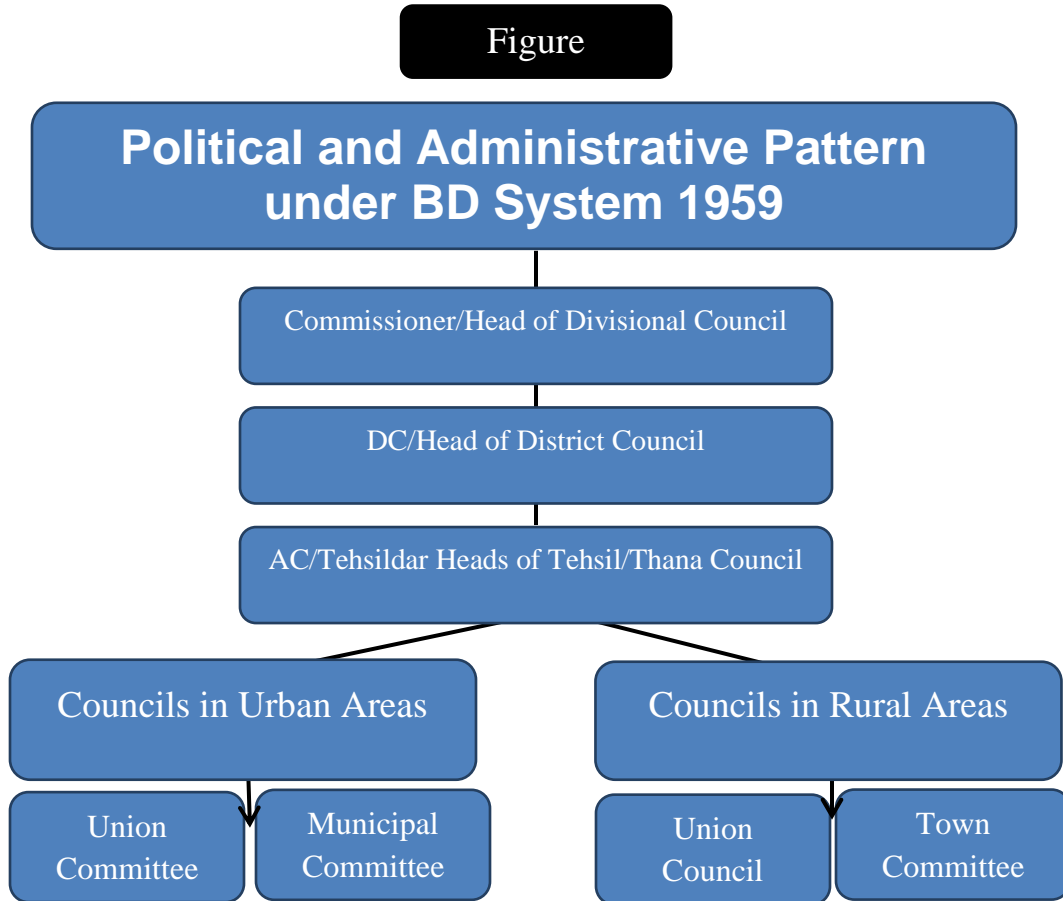 Figure
Political and Administrative Pattern
under BD System 1959
Commissioner/Head of Divisional Council
DC/Head of District Council
AC/Tehsildar Heads of Tehsil/Thana Council
Councils in Urban Areas
Councils in Rural Areas
Union
Committee
Municipal
Committee
Union
Council
Town
Committee